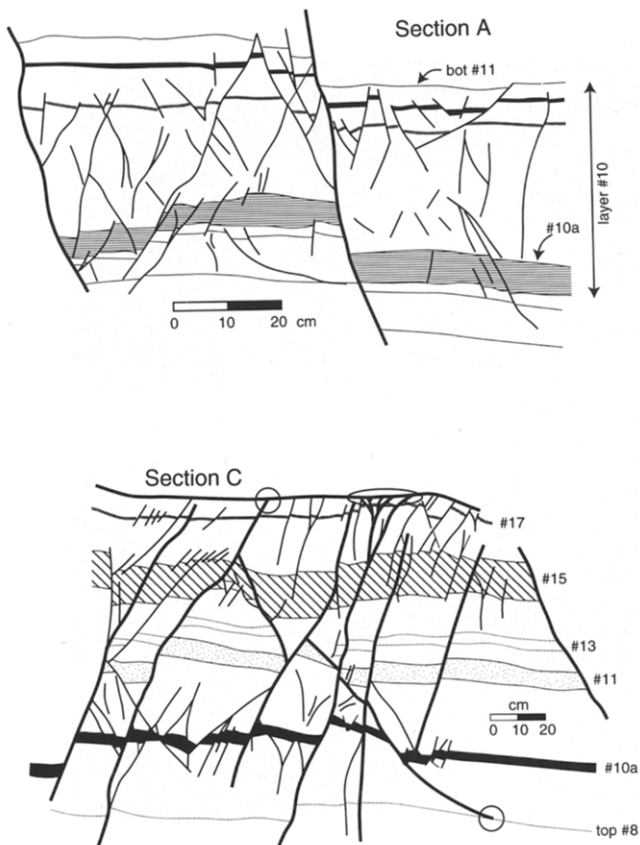 Section A
bot #11
layer #10
#10a
0 10 20 cm
Section C
#17
#15
#13
#11
cm
0 10 20
#10a
top #8